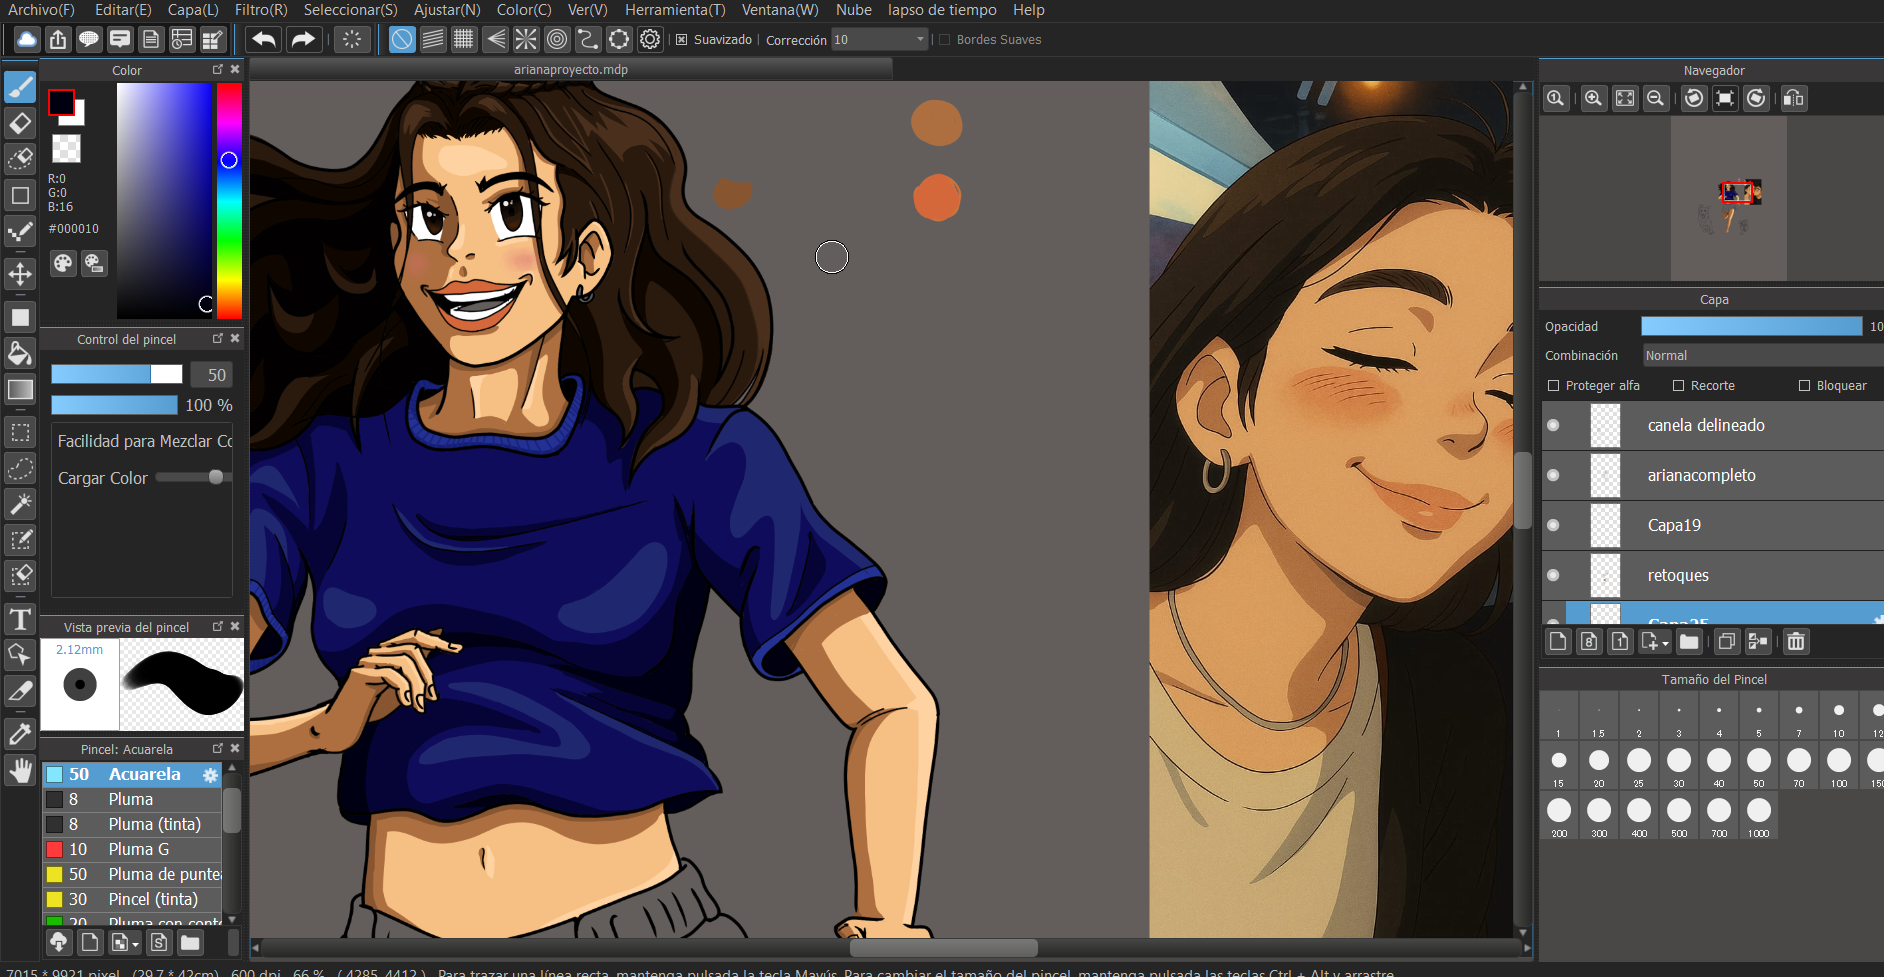 Archivo(F) Editar(E) Capa(L) Filtro(R) Seleccionar(S) Ajustar(N) Color(C) Ver(V) Herramienta(T) Ventana(W) Nube lapso de tiempo Help
Suavizado Corrección 10 Bordes Suaves
Color
R:0
G:0
B:16
#000010
Control del pincel
50
100 %
Facilidad para Mezclar Co
Cargar Color
Vista previa del pincel
2.12mm
Pincel: Acuarela
50 Acuarela
8 Pluma
8 Pluma (tinta)
10 Pluma G
50 Pluma de puntea
30 Pincel (tinta)
20 Pluma con conto
arianaproyecto.mdp
Navegador
Capa
Opacidad 10
Combinación Normal
Proteger alfa Recorte Bloquear
canela delineado
arianacompleto
Capa19
retoques
Capa25
Tamaño del Pincel
1 1.5 2 3 4 5 7 10 12
15 20 25 30 40 50 70 100 150
200 300 400 500 700 1000
7015 * 9921 pixel (29.7 * 42cm) 600 dpi 66 % ( 4285, 4412 ) Para trazar una línea recta, mantenga pulsada la tecla Mayús. Para cambiar el tamaño del pincel, mantenga pulsadas las teclas Ctrl + Alt y arrastre